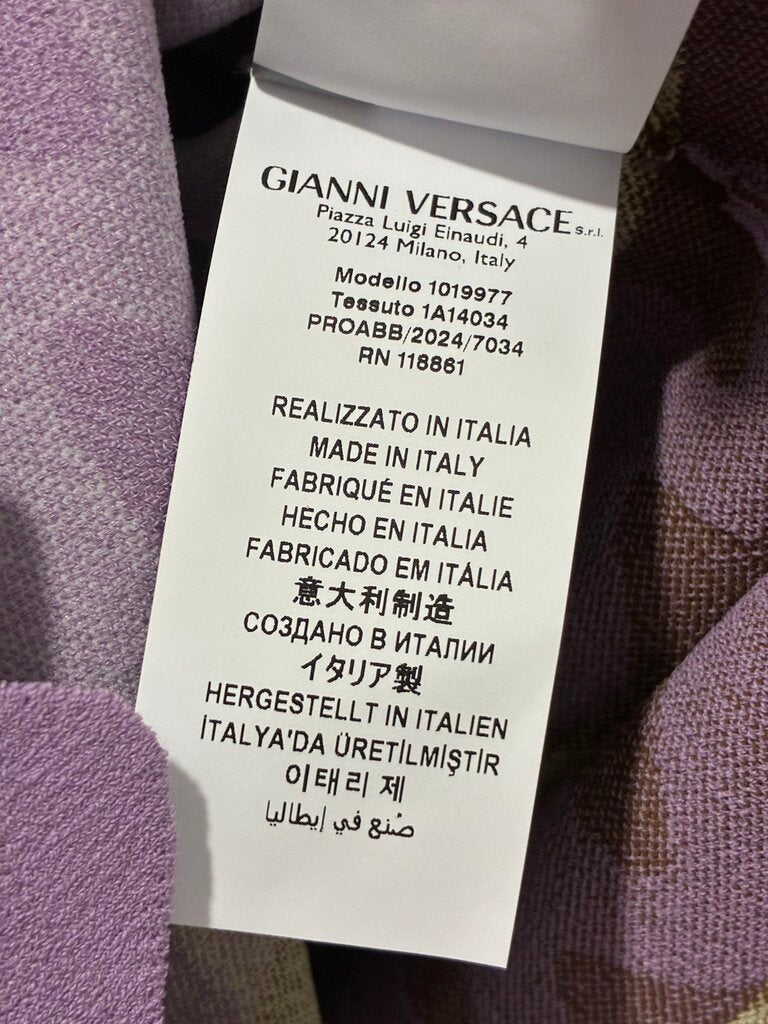 GIANNI VERSACE s.r.l.
Piazza Luigi Einaudi, 4
20124 Milano, Italy
Modello 1019977
Tessuto 1A14034
PROABB/2024/7034
RN 118861
REALIZZATO IN ITALIA
MADE IN ITALY
FABRIQUÉ EN ITALIE
HECHO EN ITALIA
FABRICADO EM ITÁLIA
意大利制造
СОЗДАНО В ИТАЛИИ
イタリア製
HERGESTELLT IN ITALIEN
İTALYA'DA ÜRETİLMİŞTİR
이태리 제
صُنع في إيطاليا